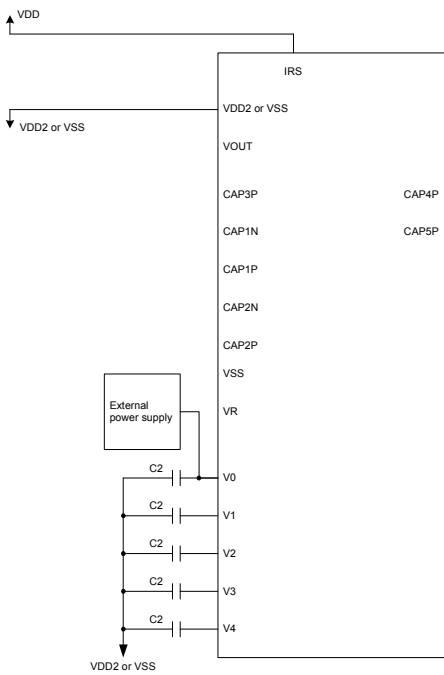 VDD
IRS
VDD2 or VSS
VDD2 or VSS
VOUT
CAP3P
CAP4P
CAP1N
CAP5P
CAP1P
CAP2N
CAP2P
VSS
External
power supply
VR
C2
V0
C2
V1
C2
V2
C2
V3
C2
V4
VDD2 or VSS